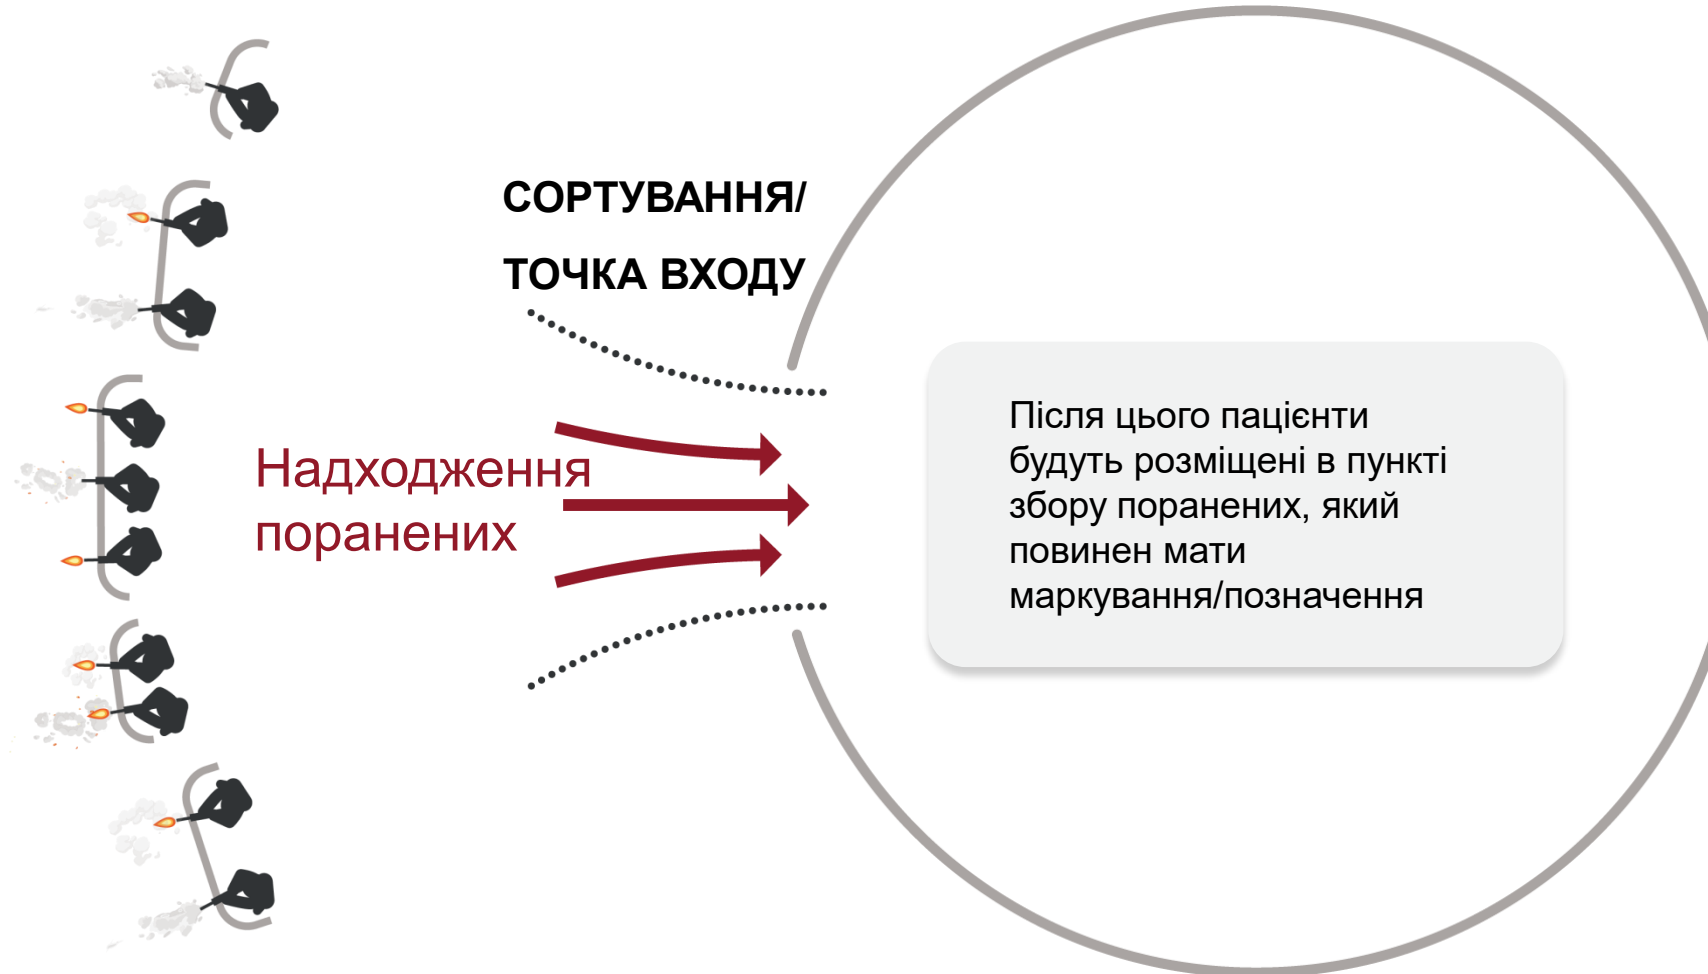 СОРТУВАННЯ/
ТОЧКА ВХОДУ
Надходження
поранених
Після цього пацієнти
будуть розміщені в пункті
збору поранених, який
повинен мати
маркування/позначення